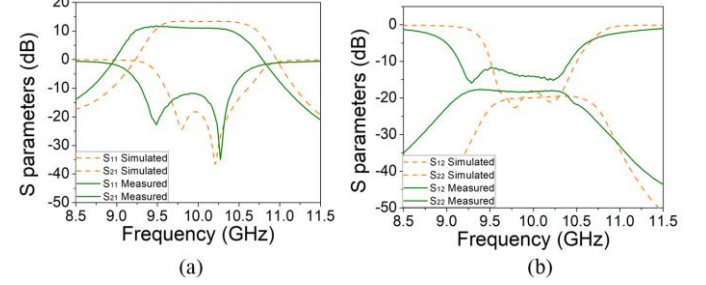 20
10
0
-10
-20
-30
-40
-50
S parameters (dB)
S11 Simulated
S21 Simulated
S11 Measured
S21 Measured
8.5 9.0 9.5 10.0 10.5 11.0 11.5
Frequency (GHz)
(a)
0
-10
-20
-30
-40
-50
S parameters (dB)
S12 Simulated
S22 Simulated
S12 Measured
S22 Measured
8.5 9.0 9.5 10.0 10.5 11.0 11.5
Frequency (GHz)
(b)